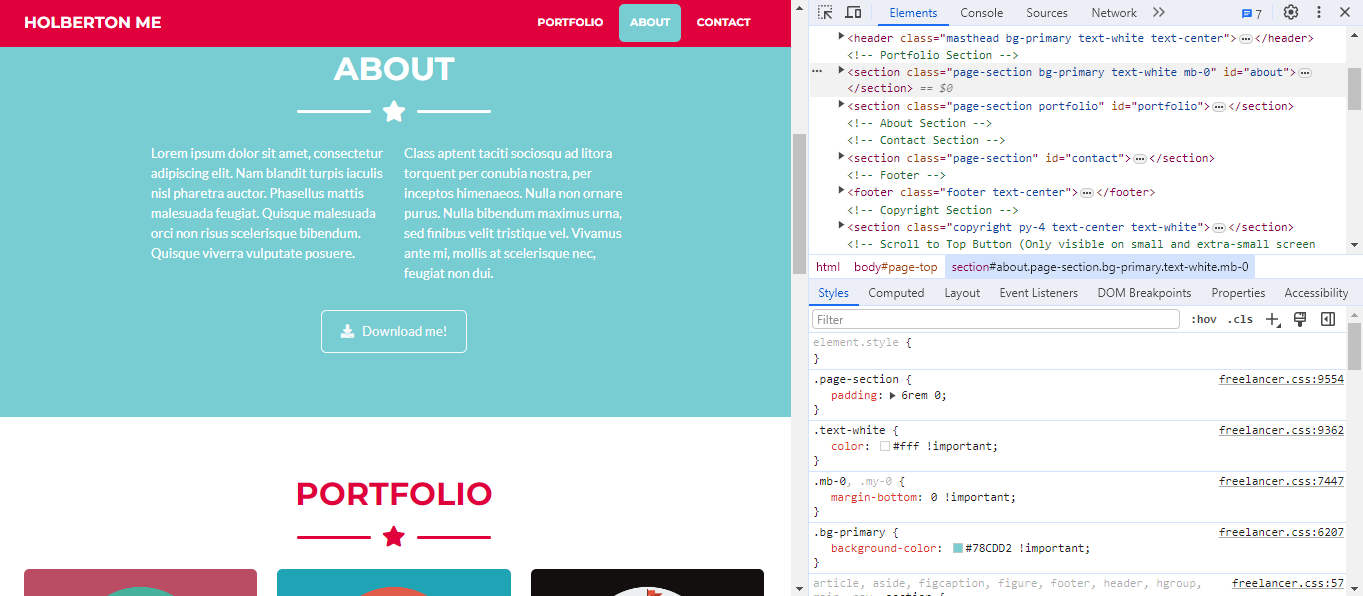 HOLBERTON ME
PORTFOLIO ABOUT CONTACT
ABOUT
Lorem ipsum dolor sit amet, consectetur
adipiscing elit. Nam blandit turpis iaculis
nisl pharetra auctor. Phasellus mattis
malesuada feugiat. Quisque malesuada
orci non risus scelerisque bibendum.
Quisque viverra vulputate posuere.
Class aptent taciti sociosqu ad litora
torquent per conubia nostra, per
inceptos himenaeos. Nulla non ornare
purus. Nulla bibendum maximus urna,
sed finibus velit tristique vel. Vivamus
ante mi, mollis at scelerisque nec,
feugiat non dui.
Download me!
PORTFOLIO
Elements Console Sources Network 7
<header class="masthead bg-primary text-white text-center"> … </header>
<!-- Portfolio Section -->
<section class="page-section bg-primary text-white mb-0" id="about"> …
</section> == $0
<section class="page-section portfolio" id="portfolio"> … </section>
<!-- About Section -->
<!-- Contact Section -->
<section class="page-section" id="contact"> … </section>
<!-- Footer -->
<footer class="footer text-center"> … </footer>
<!-- Copyright Section -->
<section class="copyright py-4 text-center text-white"> … </section>
<!-- Scroll to Top Button (Only visible on small and extra-small screen
html body#page-top section#about.page-section.bg-primary.text-white.mb-0
Styles Computed Layout Event Listeners DOM Breakpoints Properties Accessibility
Filter :hov .cls
element.style {
}
.page-section { freelancer.css:9554
padding: 6rem 0;
}
.text-white { freelancer.css:9362
color: #fff !important;
}
.mb-0, .my-0 { freelancer.css:7447
margin-bottom: 0 !important;
}
.bg-primary { freelancer.css:6207
background-color: #78CDD2 !important;
}
article, aside, figcaption, figure, footer, header, hgroup, freelancer.css:57